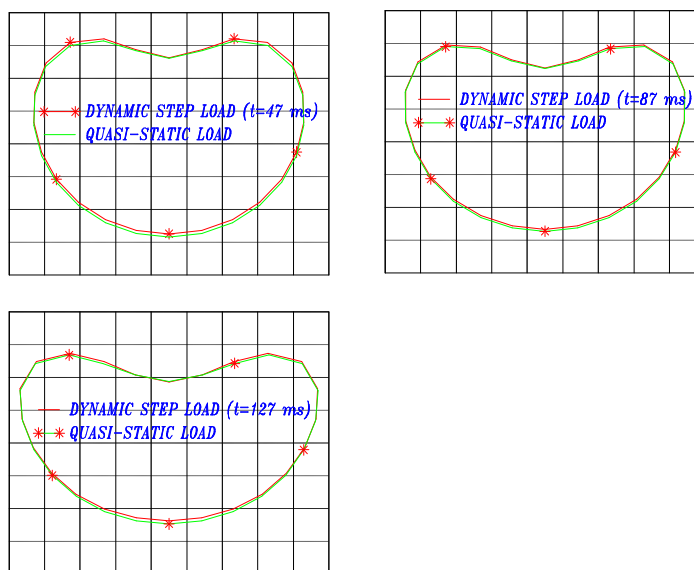 DYNAMIC STEP LOAD (t=47 ms)
QUASI-STATIC LOAD
DYNAMIC STEP LOAD (t=87 ms)
QUASI-STATIC LOAD
DYNAMIC STEP LOAD (t=127 ms)
QUASI-STATIC LOAD